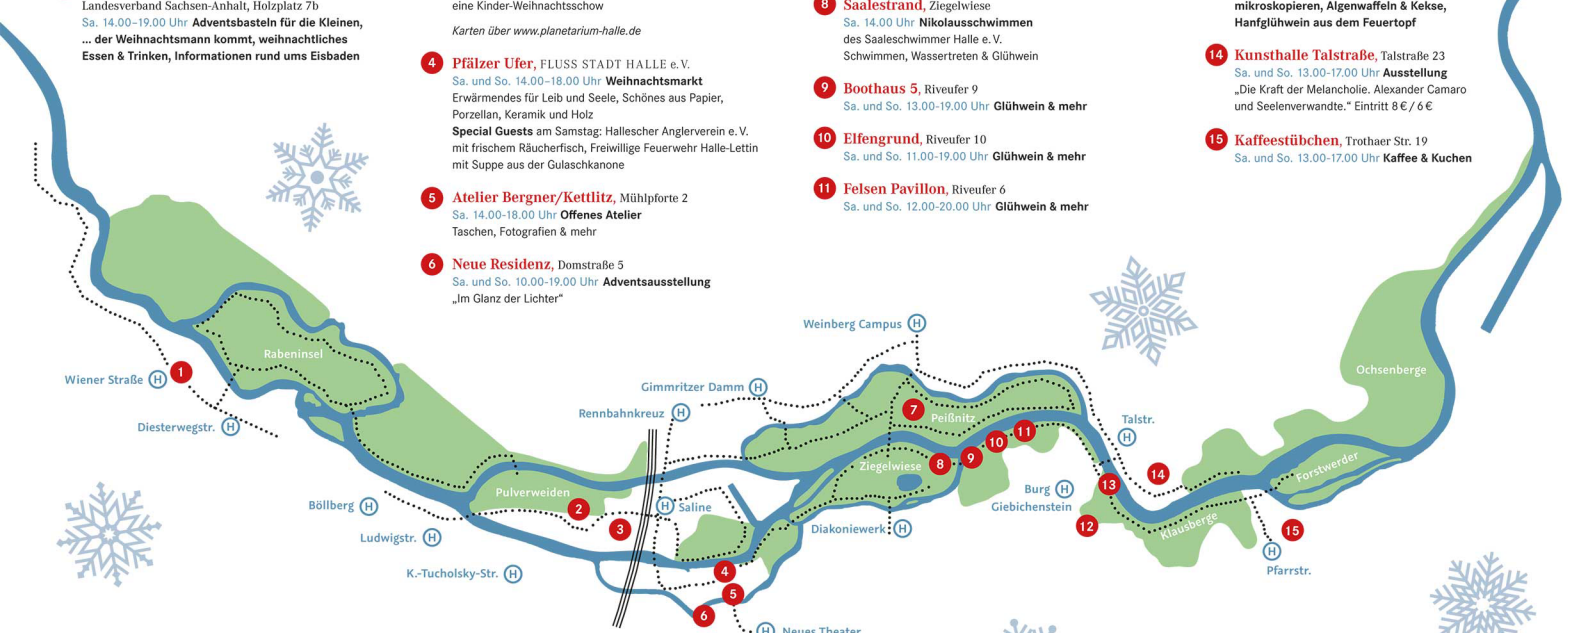 Landesverband Sachsen-Anhalt, Holzplatz 7b
Sa. 14.00–19.00 Uhr Adventsbasteln für die Kleinen,
... der Weihnachtsmann kommt, weihnachtliches
Essen & Trinken, Informationen rund ums Eisbaden
eine Kinder-Weihnachtsschow
Karten über www.planetarium-halle.de
4 Pfälzer Ufer, FLUSS STADT HALLE e.V.
Sa. und So. 14.00–18.00 Uhr Weihnachtsmarkt
Erwärmendes für Leib und Seele, Schönes aus Papier,
Porzellan, Keramik und Holz
Special Guests am Samstag: Hallescher Anglerverein e.V.
mit frischem Räucherfisch, Freiwillige Feuerwehr Halle-Lettin
mit Suppe aus der Gulaschkanone
5 Atelier Bergner/Kettlitz, Mühlpforte 2
Sa. 14.00-18.00 Uhr Offenes Atelier
Taschen, Fotografien & mehr
6 Neue Residenz, Domstraße 5
Sa. und So. 10.00-19.00 Uhr Adventsausstellung
„Im Glanz der Lichter“
8 Saalestrand, Ziegelwiese
Sa. 14.00 Uhr Nikolausschwimmen
des Saaleschwimmer Halle e.V.
Schwimmen, Wassertreten & Glühwein
9 Boothaus 5, Riveufer 9
Sa. und So. 13.00-19.00 Uhr Glühwein & mehr
10 Elfengrund, Riveufer 10
Sa. und So. 11.00-19.00 Uhr Glühwein & mehr
11 Felsen Pavillon, Riveufer 6
Sa. und So. 12.00-20.00 Uhr Glühwein & mehr
mikroskopieren, Algenwaffeln & Kekse,
Hanfglühwein aus dem Feuertopf
14 Kunsthalle Talstraße, Talstraße 23
Sa. und So. 13.00-17.00 Uhr Ausstellung
„Die Kraft der Melancholie. Alexander Camaro
und Seelenverwandte.“ Eintritt 8 € / 6 €
15 Kaffeestübchen, Trothaer Str. 19
Sa. und So. 13.00-17.00 Uhr Kaffee & Kuchen
Rabeninsel
Wiener Straße H
1
Diesterwegstr. H
Böllberg H
Ludwigstr. H
K.-Tucholsky-Str. H
Pulverweiden
2
3
Rennbahnkreuz H
Gimmritzer Damm H
Weinberg Campus H
H Saline
4
5
6
H Neues Theater
7
Peißnitz
Ziegelwiese
8
9
10
11
Diakoniewerk H
Burg H
Giebichenstein
Talstr.
H
12
13
14
Klausberge
Forstwerder
Ochsenberge
15
H
Pfarrstr.